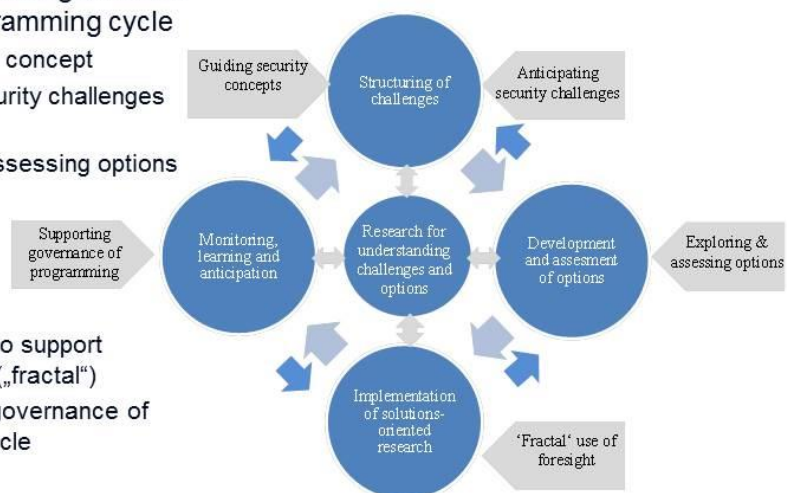 ramming cycle
concept
urity challenges
ssessing options
o support
(„fractal“)
governance of
cle
Guiding security
concepts
Structuring of
challenges
Anticipating
security challenges
Supporting
governance of
programming
Monitoring,
learning and
anticipation
Research for
understanding
challenges and
options
Development
and assesment
of options
Exploring &
assessing options
Implementation
of solutions-
oriented
research
‘Fractal‘ use of
foresight